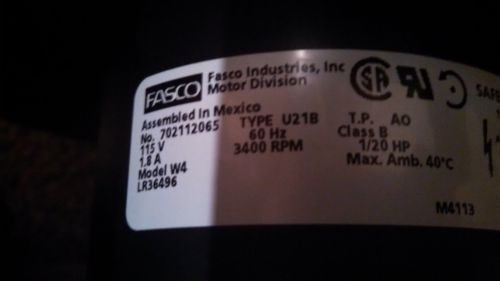 FASCO
Fasco Industries, Inc
Motor Division
Assembled in Mexico
No. 702112065 TYPE U21B T.P. AO
115 V 60 Hz Class B
1.8 A 3400 RPM 1/20 HP
Model W4 Max. Amb. 40°C
LR36496
M4113